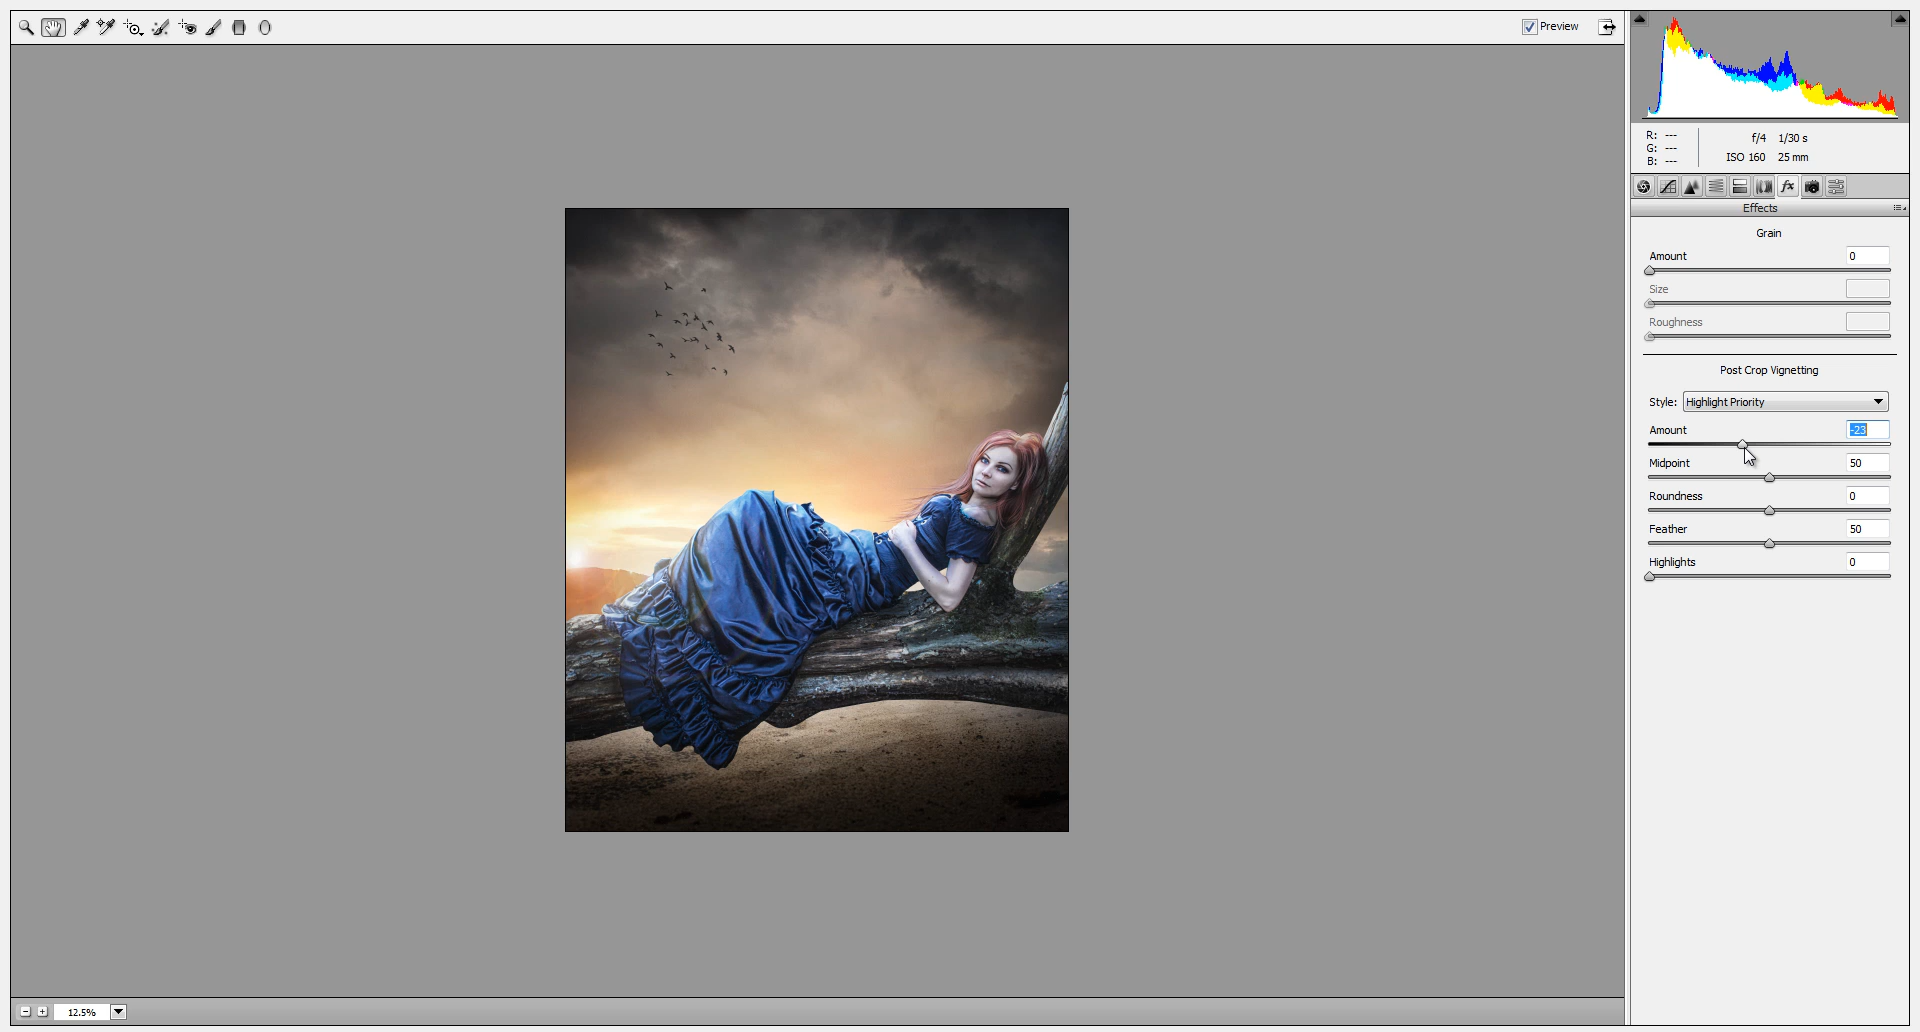 Preview
R: ---
G: ---
B: ---
f/4 1/30 s
ISO 160 25 mm
fx
Effects
Grain
Amount 0
Size
Roughness
Post Crop Vignetting
Style: Highlight Priority
Amount -23
Midpoint 50
Roundness 0
Feather 50
Highlights 0
12.5%